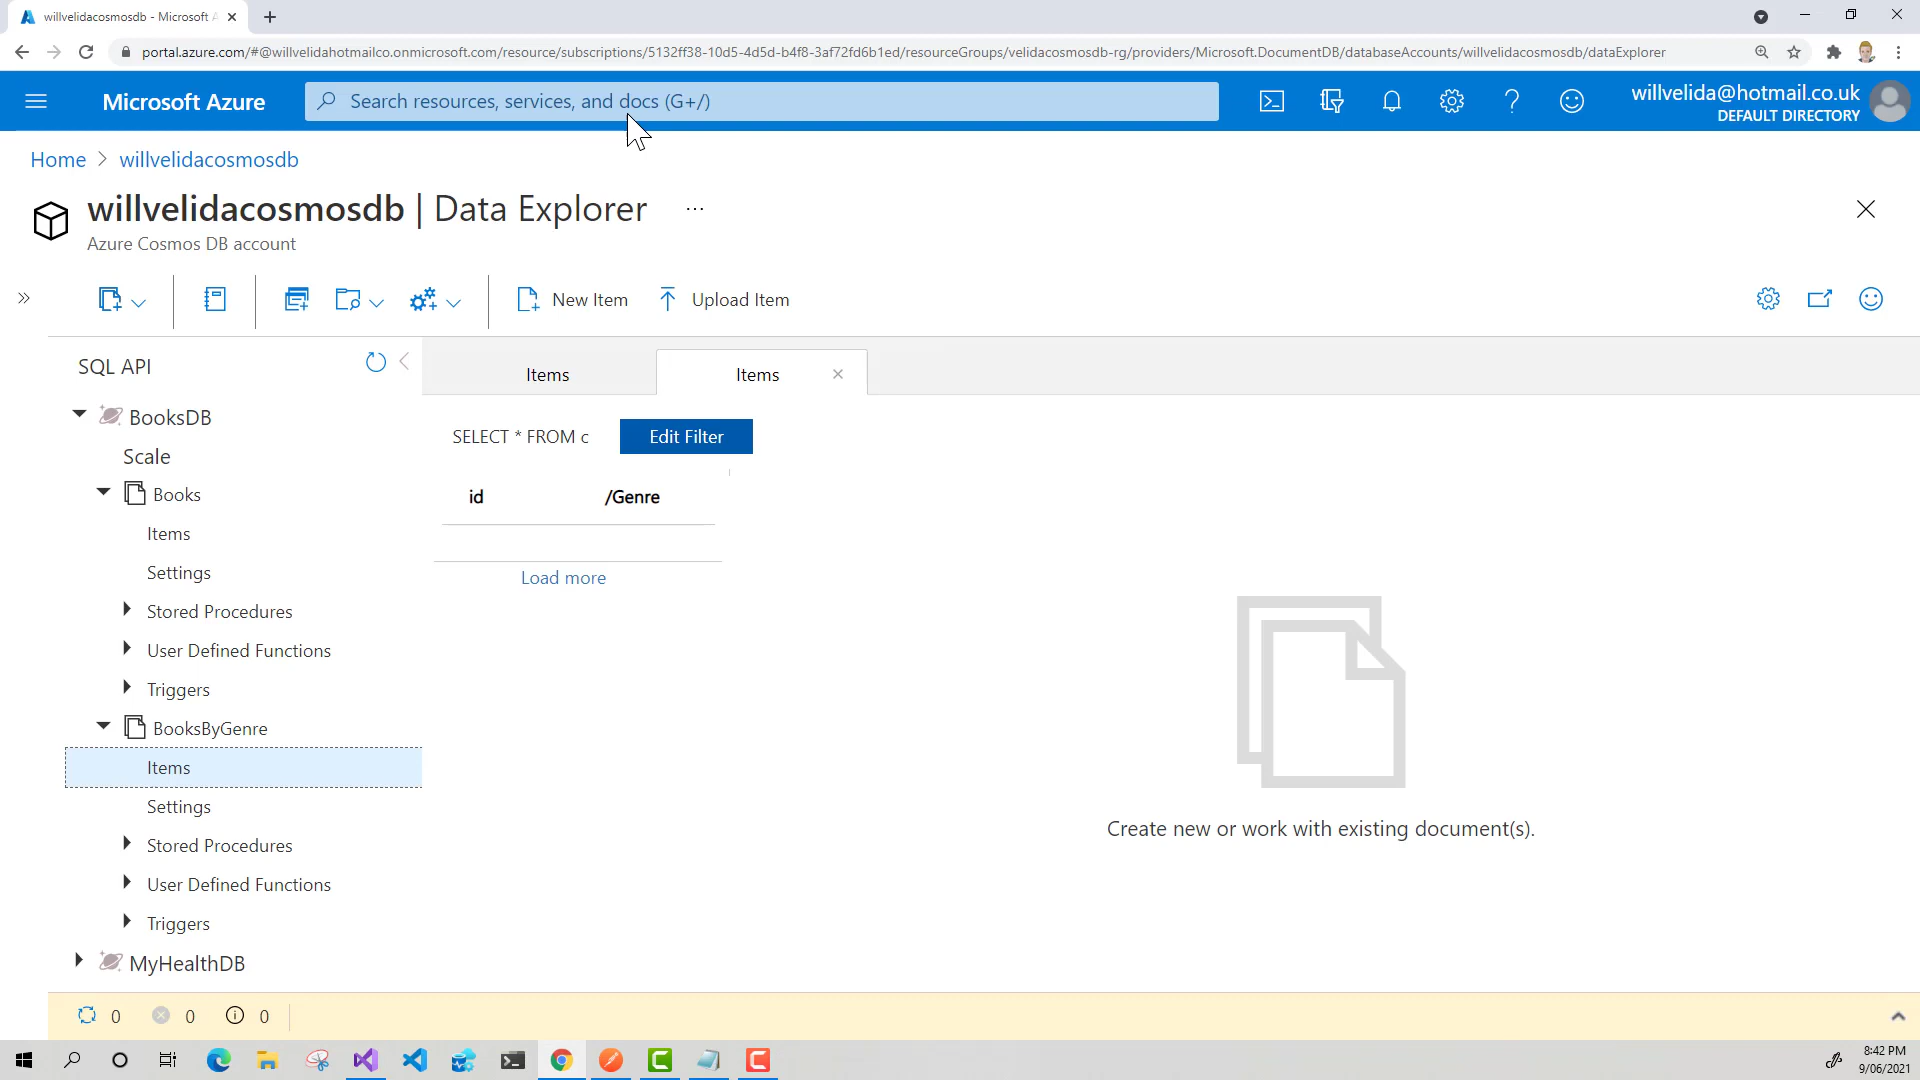 willvelidacosmosdb - Microsoft A
portal.azure.com/#@willvelidahotmailco.onmicrosoft.com/resource/subscriptions/5132ff38-10d5-4d5d-b4f8-3af72fd6b1ed/resourceGroups/velidacosmosdb-rg/providers/Microsoft.DocumentDB/databaseAccounts/willvelidacosmosdb/dataExplorer
Microsoft Azure
Search resources, services, and docs (G+/)
willvelida@hotmail.co.uk
DEFAULT DIRECTORY
Home > willvelidacosmosdb
willvelidacosmosdb | Data Explorer ...
Azure Cosmos DB account
New Item
Upload Item
SQL API
Items
Items
BooksDB
Scale
Books
Items
Settings
Stored Procedures
User Defined Functions
Triggers
BooksByGenre
Items
Settings
Stored Procedures
User Defined Functions
Triggers
MyHealthDB
SELECT * FROM c
Edit Filter
id
/Genre
Load more
Create new or work with existing document(s).
0
0
0
8:42 PM
9/06/2021